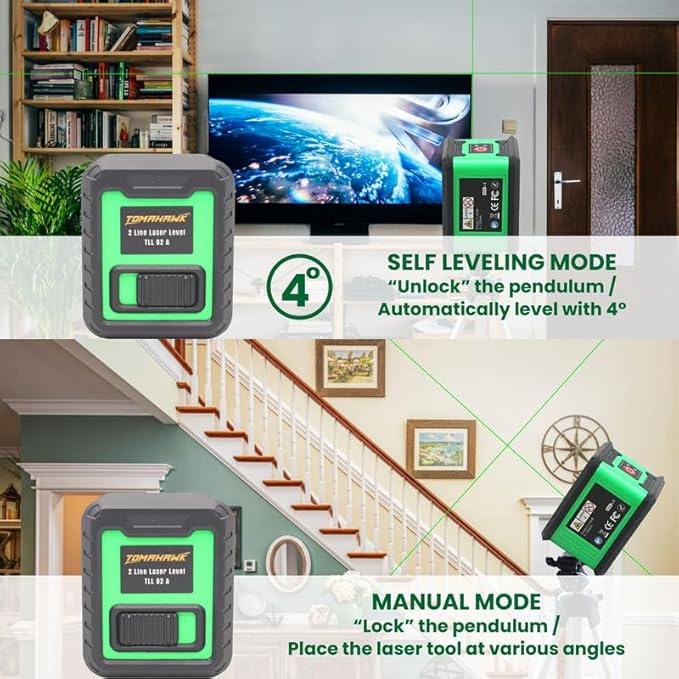 TOMAHAWK
2 Line Laser Level
TLL 02 A
4°
SELF LEVELING MODE
“Unlock” the pendulum /
Automatically level with 4°
TOMAHAWK
2 Line Laser Level
TLL 02 A
MANUAL MODE
“Lock” the pendulum /
Place the laser tool at various angles